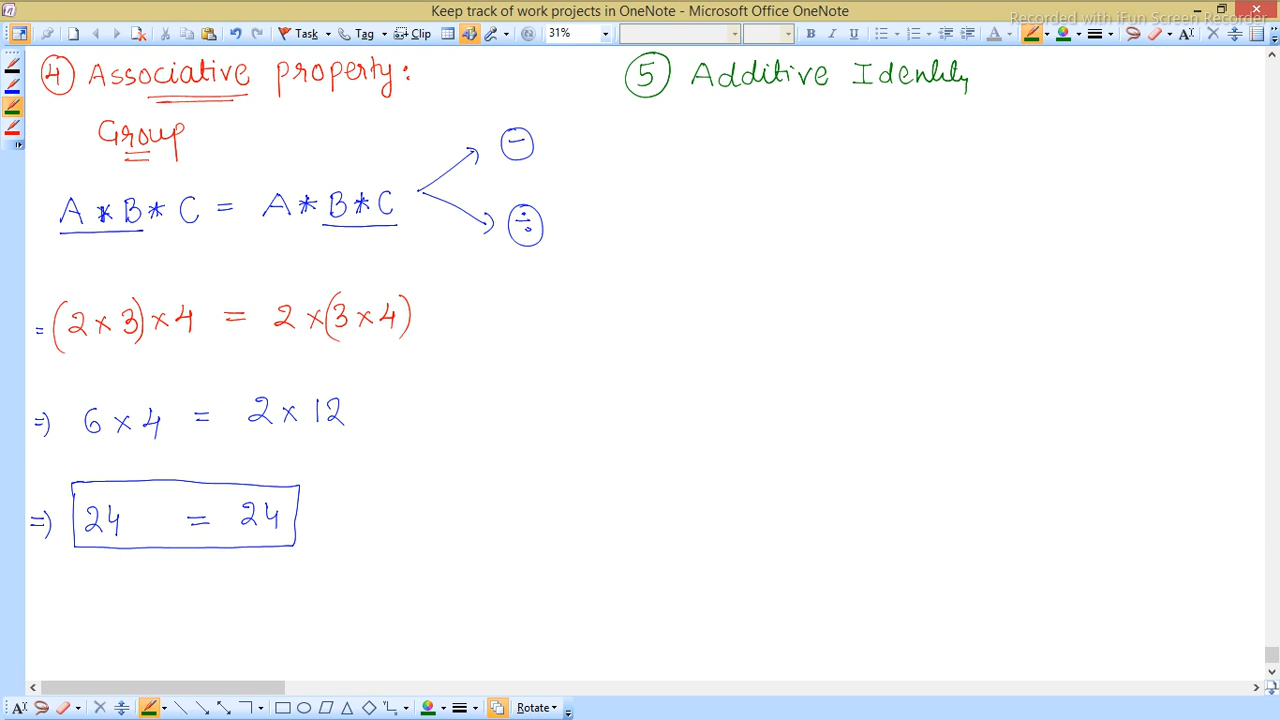 Keep track of work projects in OneNote - Microsoft Office OneNote
Recorded with iFun Screen Recorder
Task Tag Clip 31% B I U
④ Associative property:
Group
A * B * C = A * B * C
−
÷
= (2 × 3) × 4 = 2 × (3 × 4)
⇒ 6 × 4 = 2 × 12
⇒ 24 = 24
⑤ Additive Identity
Rotate